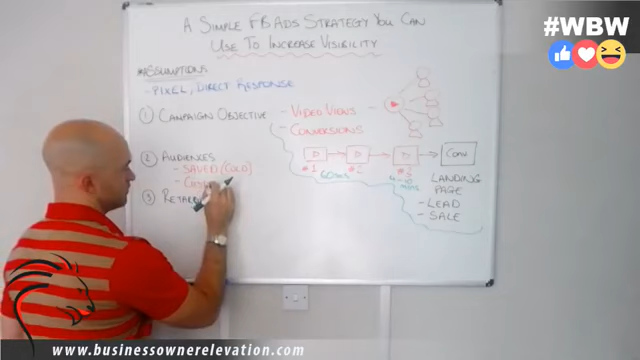 #WBW
A SIMPLE FB ADS STRATEGY YOU CAN
USE TO INCREASE VISIBILITY
*ASSUMPTIONS
- PIXEL, DIRECT RESPONSE
① CAMPAIGN OBJECTIVE - VIDEO VIEWS
- CONVERSIONS
② AUDIENCES
- SAVED (COLD)
③
#1
#2
#3
60
CONV
LANDING
PAGE
- LEAD
- SALE
www.businessownerelevation.com